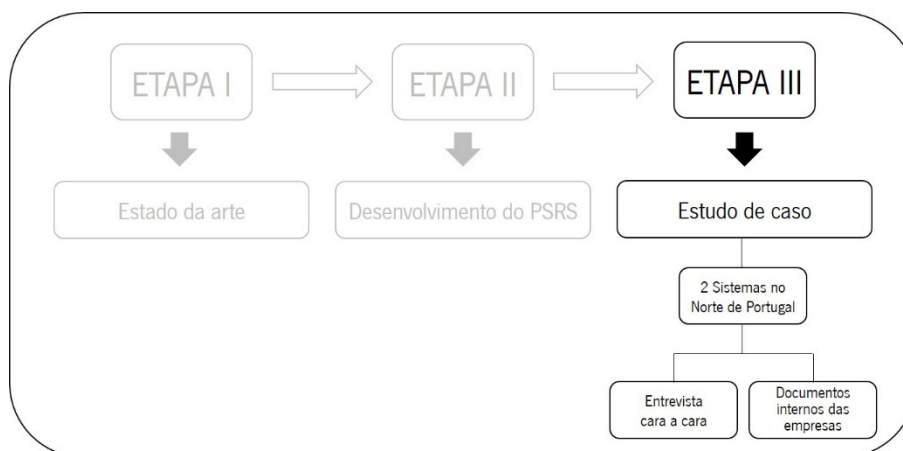 ETAPA I
ETAPA II
ETAPA III
Estado da arte
Desenvolvimento do PSRS
Estudo de caso
2 Sistemas no
Norte de Portugal
Entrevista
cara a cara
Documentos
internos das
empresas